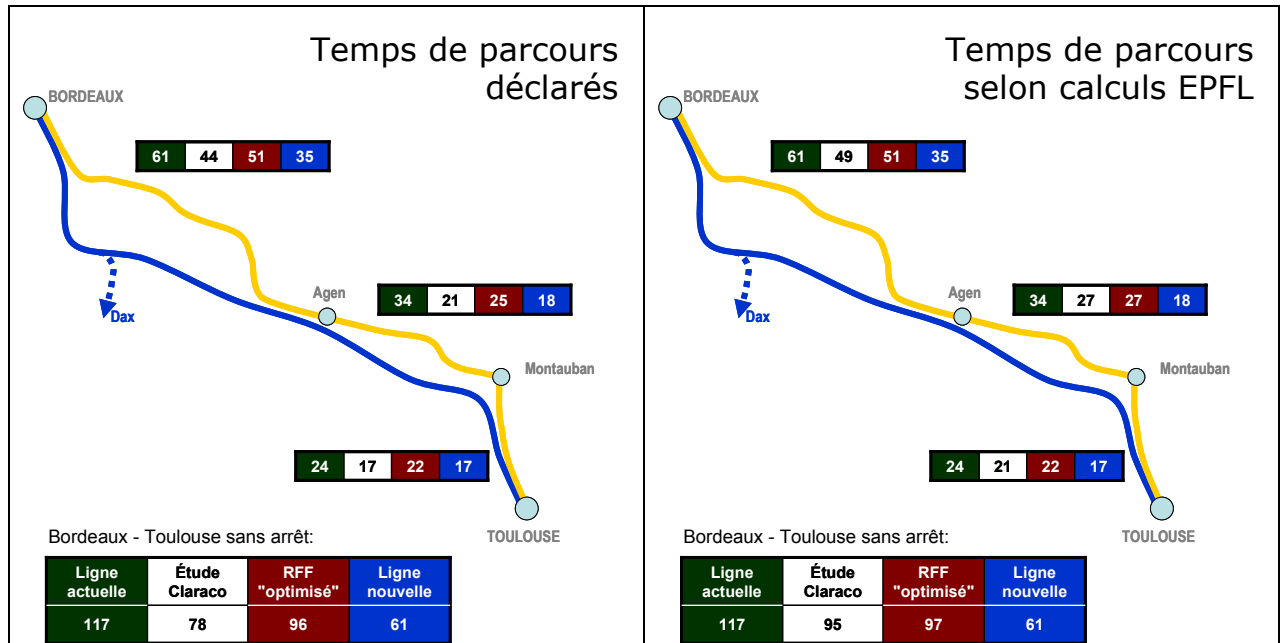 Temps de parcours
déclarés
BORDEAUX
61 44 51 35
Agen
34 21 25 18
Dax
Montauban
24 17 22 17
TOULOUSE
Bordeaux - Toulouse sans arrêt:
Ligne actuelle Étude Claraco RFF "optimisé" Ligne nouvelle
117 78 96 61
Temps de parcours
selon calculs EPFL
BORDEAUX
61 49 51 35
Agen
34 27 27 18
Dax
Montauban
24 21 22 17
TOULOUSE
Bordeaux - Toulouse sans arrêt:
Ligne actuelle Étude Claraco RFF "optimisé" Ligne nouvelle
117 95 97 61